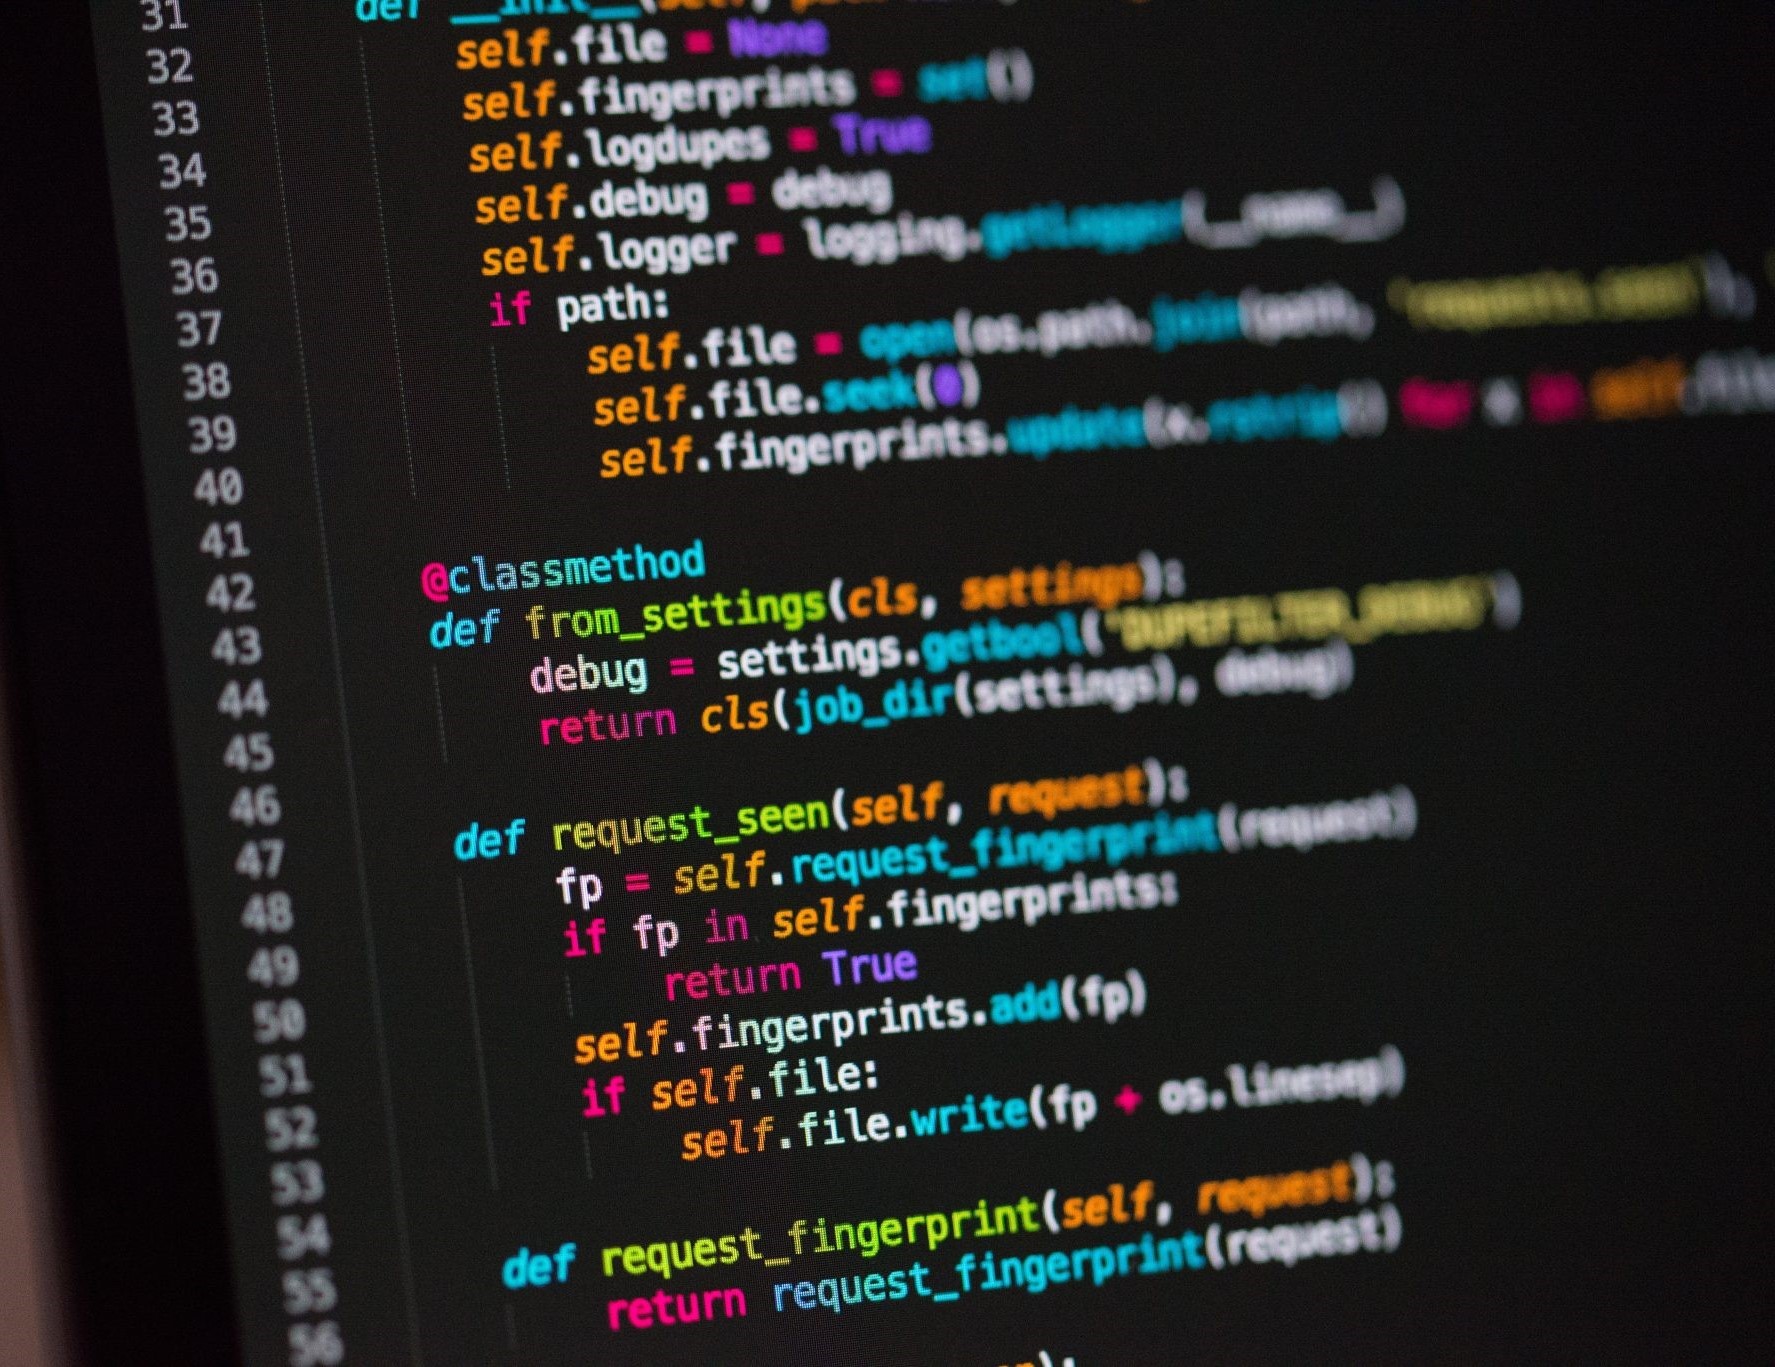 31 def __init__(self, path
32 self.file = None
33 self.fingerprints = set()
34 self.logdupes = True
35 self.debug = debug
36 self.logger = logging.getLogger(__name__)
37 if path:
38 self.file = open(os.path.join(path, 'requests.seen'),
39 self.file.seek(0)
40 self.fingerprints.update(x.rstrip() for x in self.file
41
42 @classmethod
43 def from_settings(cls, settings):
44 debug = settings.getbool('DUPEFILTER_DEBUG')
45 return cls(job_dir(settings), debug)
46
47 def request_seen(self, request):
48 fp = self.request_fingerprint(request)
49 if fp in self.fingerprints:
50 return True
51 self.fingerprints.add(fp)
52 if self.file:
53 self.file.write(fp + os.linesep)
54
55 def request_fingerprint(self, request):
56 return request_fingerprint(request)